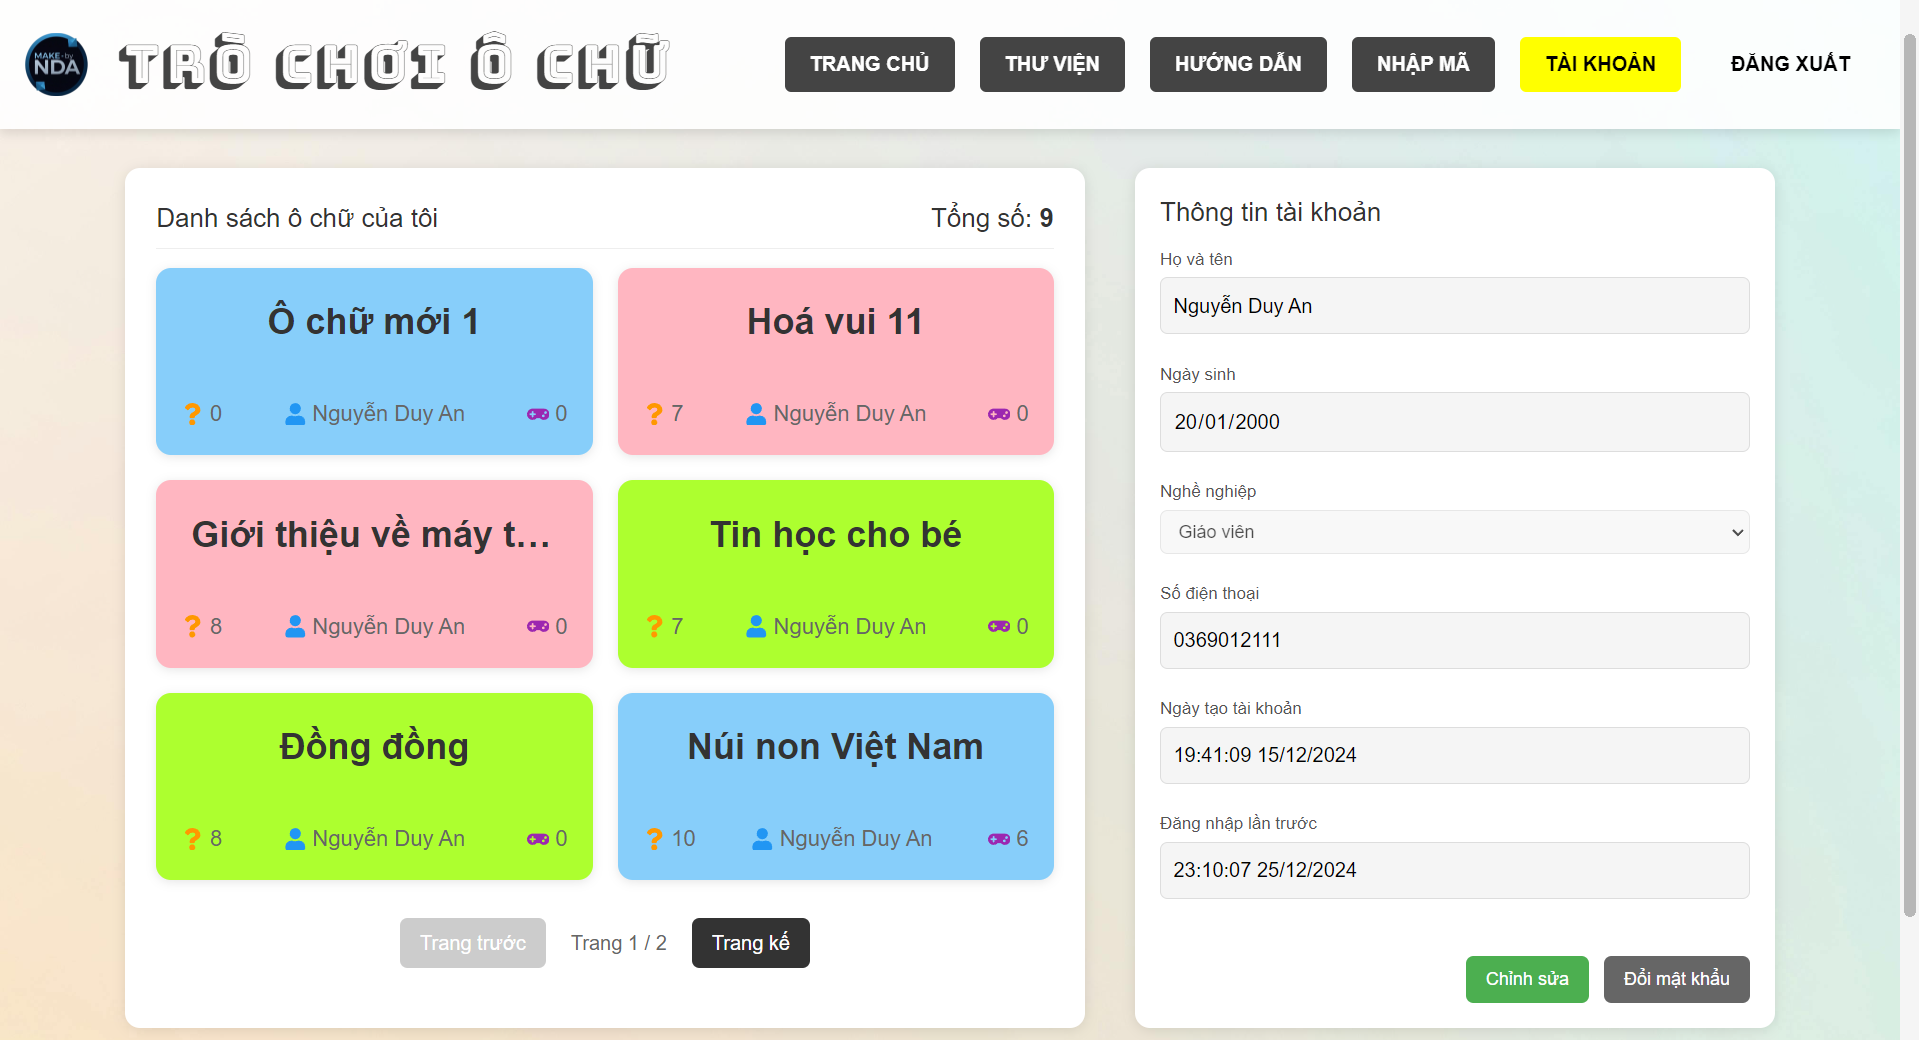 MAKE-by
NDA
TRÒ CHƠI Ô CHỮ
TRANG CHỦ
THƯ VIỆN
HƯỚNG DẪN
NHẬP MÃ
TÀI KHOẢN
ĐĂNG XUẤT
Danh sách ô chữ của tôi
Tổng số: 9
Ô chữ mới 1
? 0 Nguyễn Duy An 0
Hoá vui 11
? 7 Nguyễn Duy An 0
Giới thiệu về máy t...
? 8 Nguyễn Duy An 0
Tin học cho bé
? 7 Nguyễn Duy An 0
Đồng đồng
? 8 Nguyễn Duy An 0
Núi non Việt Nam
? 10 Nguyễn Duy An 6
Trang trước
Trang 1 / 2
Trang kế
Thông tin tài khoản
Họ và tên
Nguyễn Duy An
Ngày sinh
20/01/2000
Nghề nghiệp
Giáo viên
Số điện thoại
0369012111
Ngày tạo tài khoản
19:41:09 15/12/2024
Đăng nhập lần trước
23:10:07 25/12/2024
Chỉnh sửa
Đổi mật khẩu